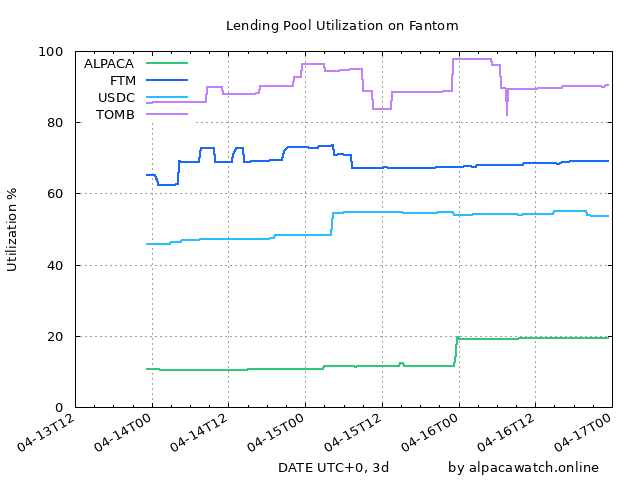 Lending Pool Utilization on Fantom
ALPACA
FTM
USDC
TOMB
Utilization %
100
80
60
40
20
0
04-13T12
04-14T00
04-14T12
04-15T00
04-15T12
04-16T00
04-16T12
04-17T00
DATE UTC+0, 3d
by alpacawatch.online